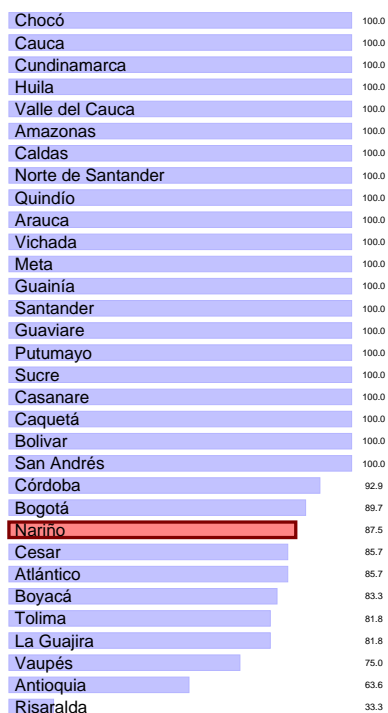 Chocó 100.0
Cauca 100.0
Cundinamarca 100.0
Huila 100.0
Valle del Cauca 100.0
Amazonas 100.0
Caldas 100.0
Norte de Santander 100.0
Quindío 100.0
Arauca 100.0
Vichada 100.0
Meta 100.0
Guainía 100.0
Santander 100.0
Guaviare 100.0
Putumayo 100.0
Sucre 100.0
Casanare 100.0
Caquetá 100.0
Bolivar 100.0
San Andrés 100.0
Córdoba 92.9
Bogotá 89.7
Nariño 87.5
Cesar 85.7
Atlántico 85.7
Boyacá 83.3
Tolima 81.8
La Guajira 81.8
Vaupés 75.0
Antioquia 63.6
Risaralda 33.3